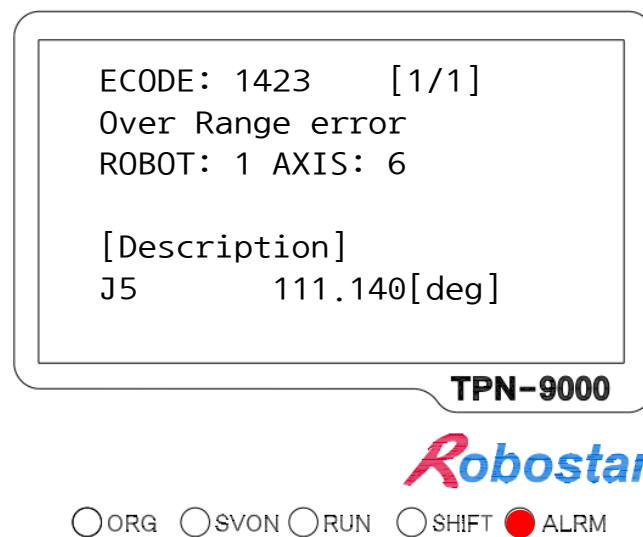 ECODE: 1423    [1/1]
Over Range error
ROBOT: 1 AXIS: 6
[Description]
J5       111.140[deg]
TPN-9000
Robostar
ORG SVON RUN SHIFT ALRM